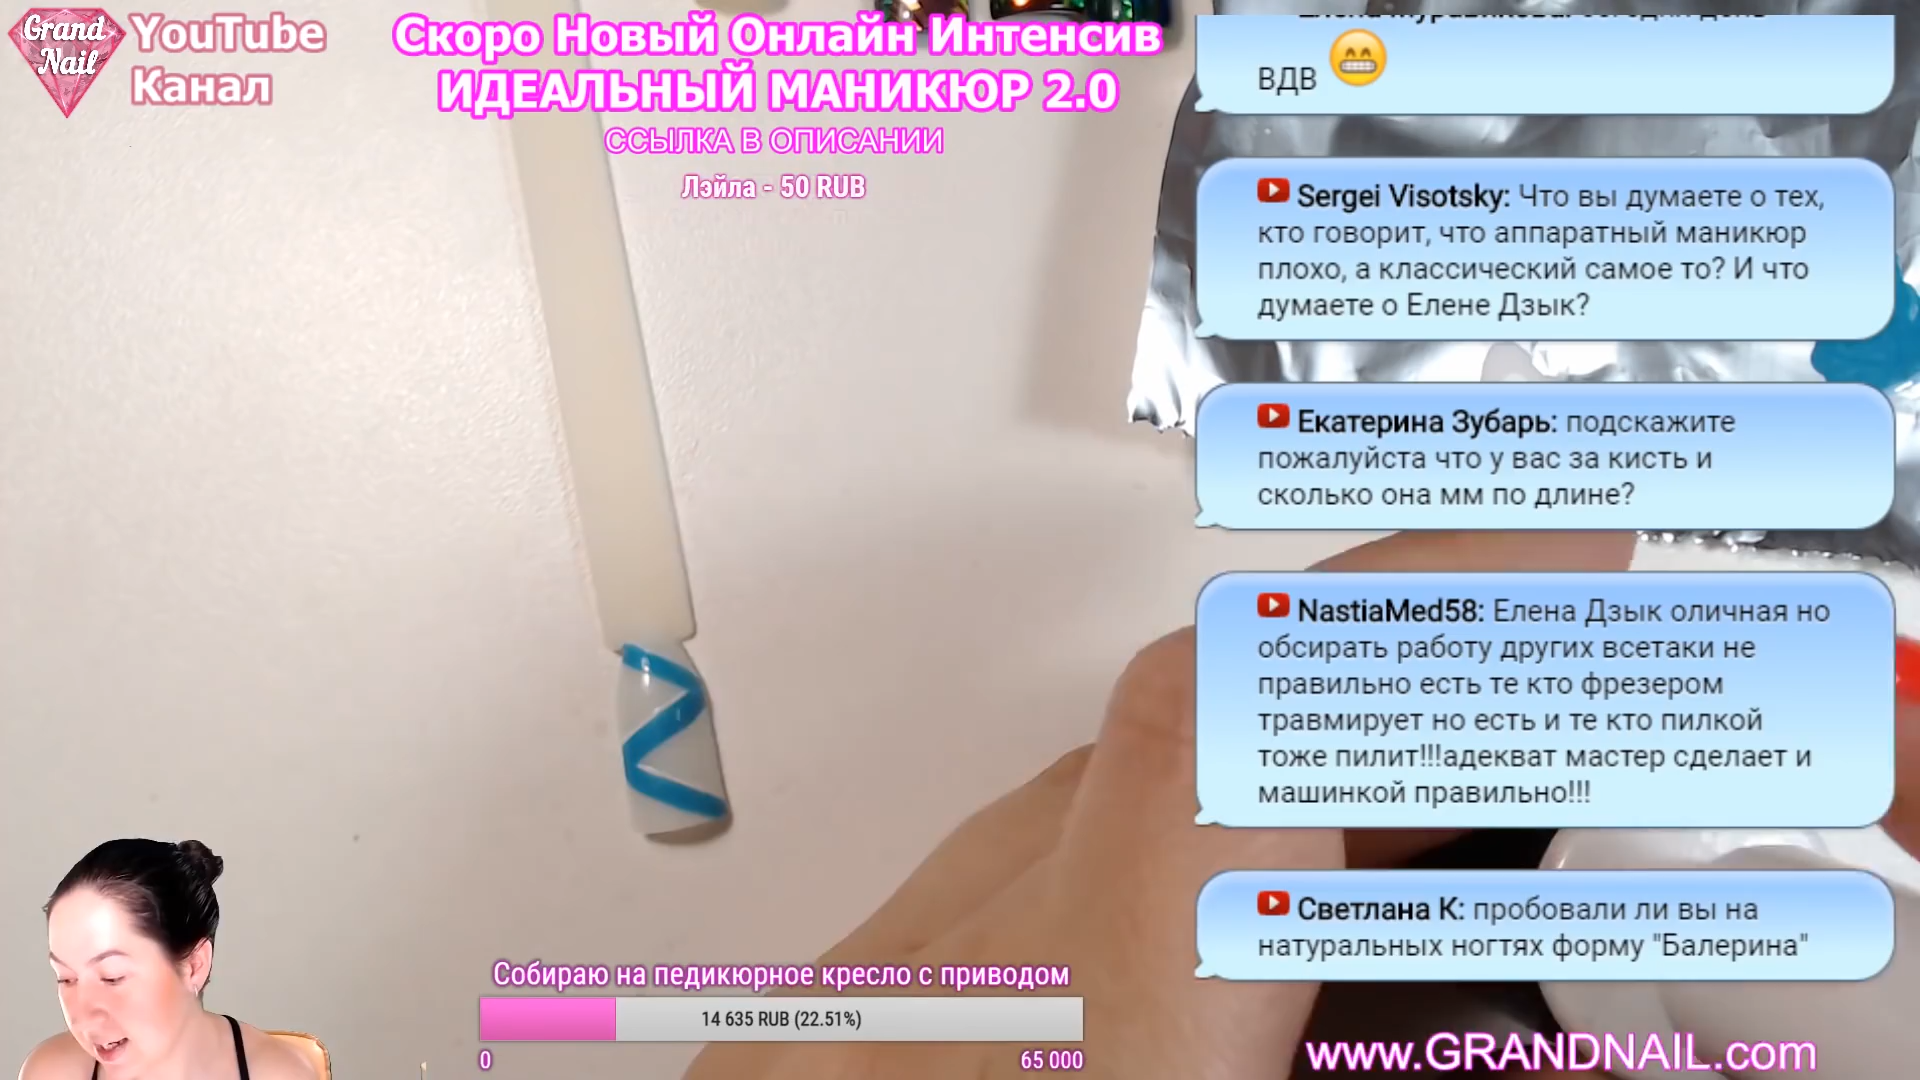 Grand
Nail
YouTube
Канал
Скоро Новый Онлайн Интенсив
ИДЕАЛЬНЫЙ МАНИКЮР 2.0
ССЫЛКА В ОПИСАНИИ
Лэйла - 50 RUB
ВДВ 😁
Sergei Visotsky: Что вы думаете о тех,
кто говорит, что аппаратный маникюр
плохо, а классический самое то? И что
думаете о Елене Дзык?
Екатерина Зубарь: подскажите
пожалуйста что у вас за кисть и
сколько она мм по длине?
NastiaMed58: Елена Дзык оличная но
обсирать работу других всетаки не
правильно есть те кто фрезером
травмирует но есть и те кто пилкой
тоже пилит!!!адекват мастер сделает и
машинкой правильно!!!
Светлана К: пробовали ли вы на
натуральных ногтях форму "Балерина"
Собираю на педикюрное кресло с приводом
14 635 RUB (22.51%)
0
65 000
www.GRANDNAIL.com